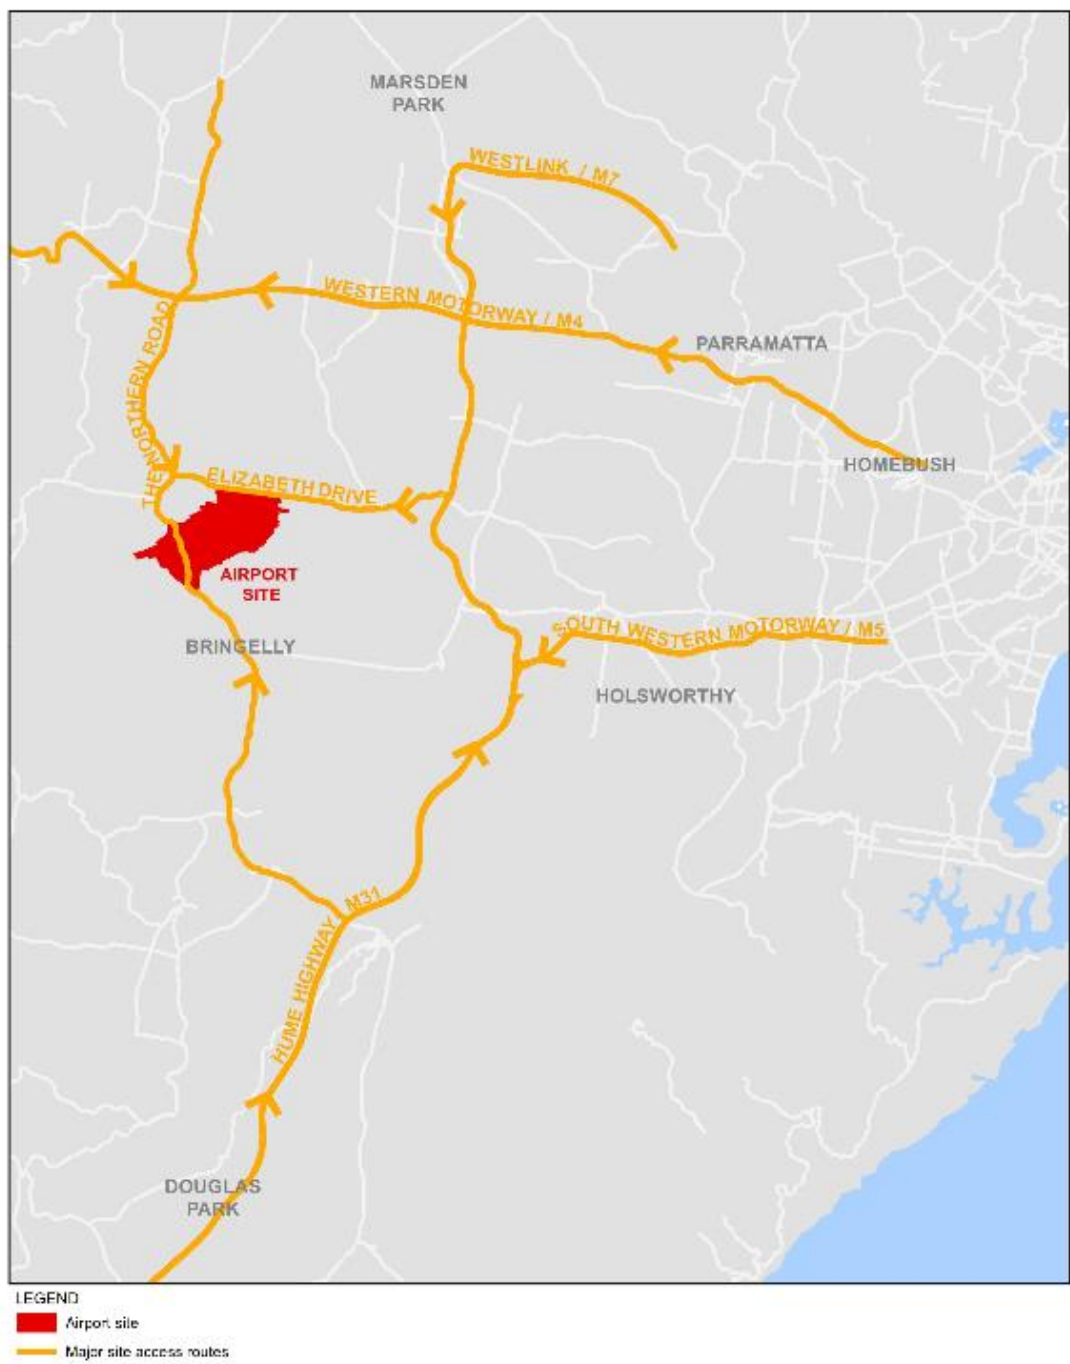 MARSDEN
PARK
WESTLINK / M7
WESTERN MOTORWAY / M4
PARRAMATTA
THE NORTHERN ROAD
HOMEBUSH
ELIZABETH DRIVE
AIRPORT
SITE
SOUTH WESTERN MOTORWAY / M5
BRINGELLY
HOLSWORTHY
HUME HIGHWAY / M31
DOUGLAS
PARK
LEGEND
Airport site
Major site access routes